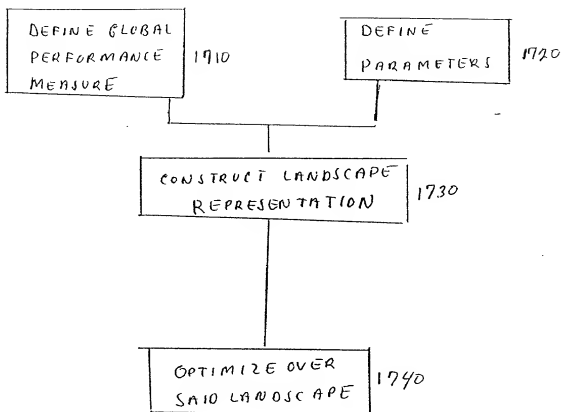 DEFINE GLOBAL
PERFORMANCE
MEASURE
1710
DEFINE
PARAMETERS
1720
CONSTRUCT LANDSCAPE
REPRESENTATION
1730
OPTIMIZE OVER
SAID LANDSCAPE
1740